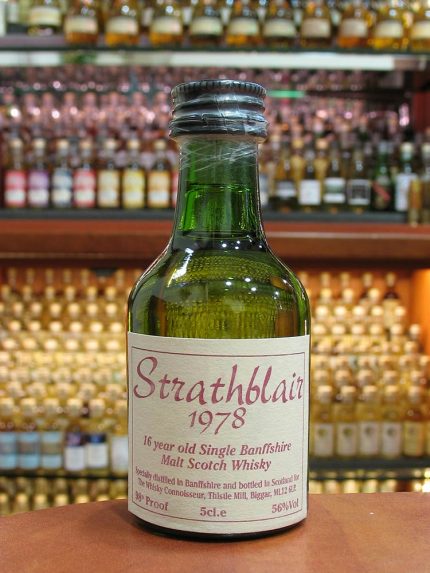 Strathblair
1978
16 year old Single Banffshire
Malt Scotch Whisky
Specially distilled in Banffshire and bottled in Scotland for
The Whisky Connoisseur, Thistle Mill, Biggar, ML12 6LP.
98° Proof 5cl.e 56%Vol